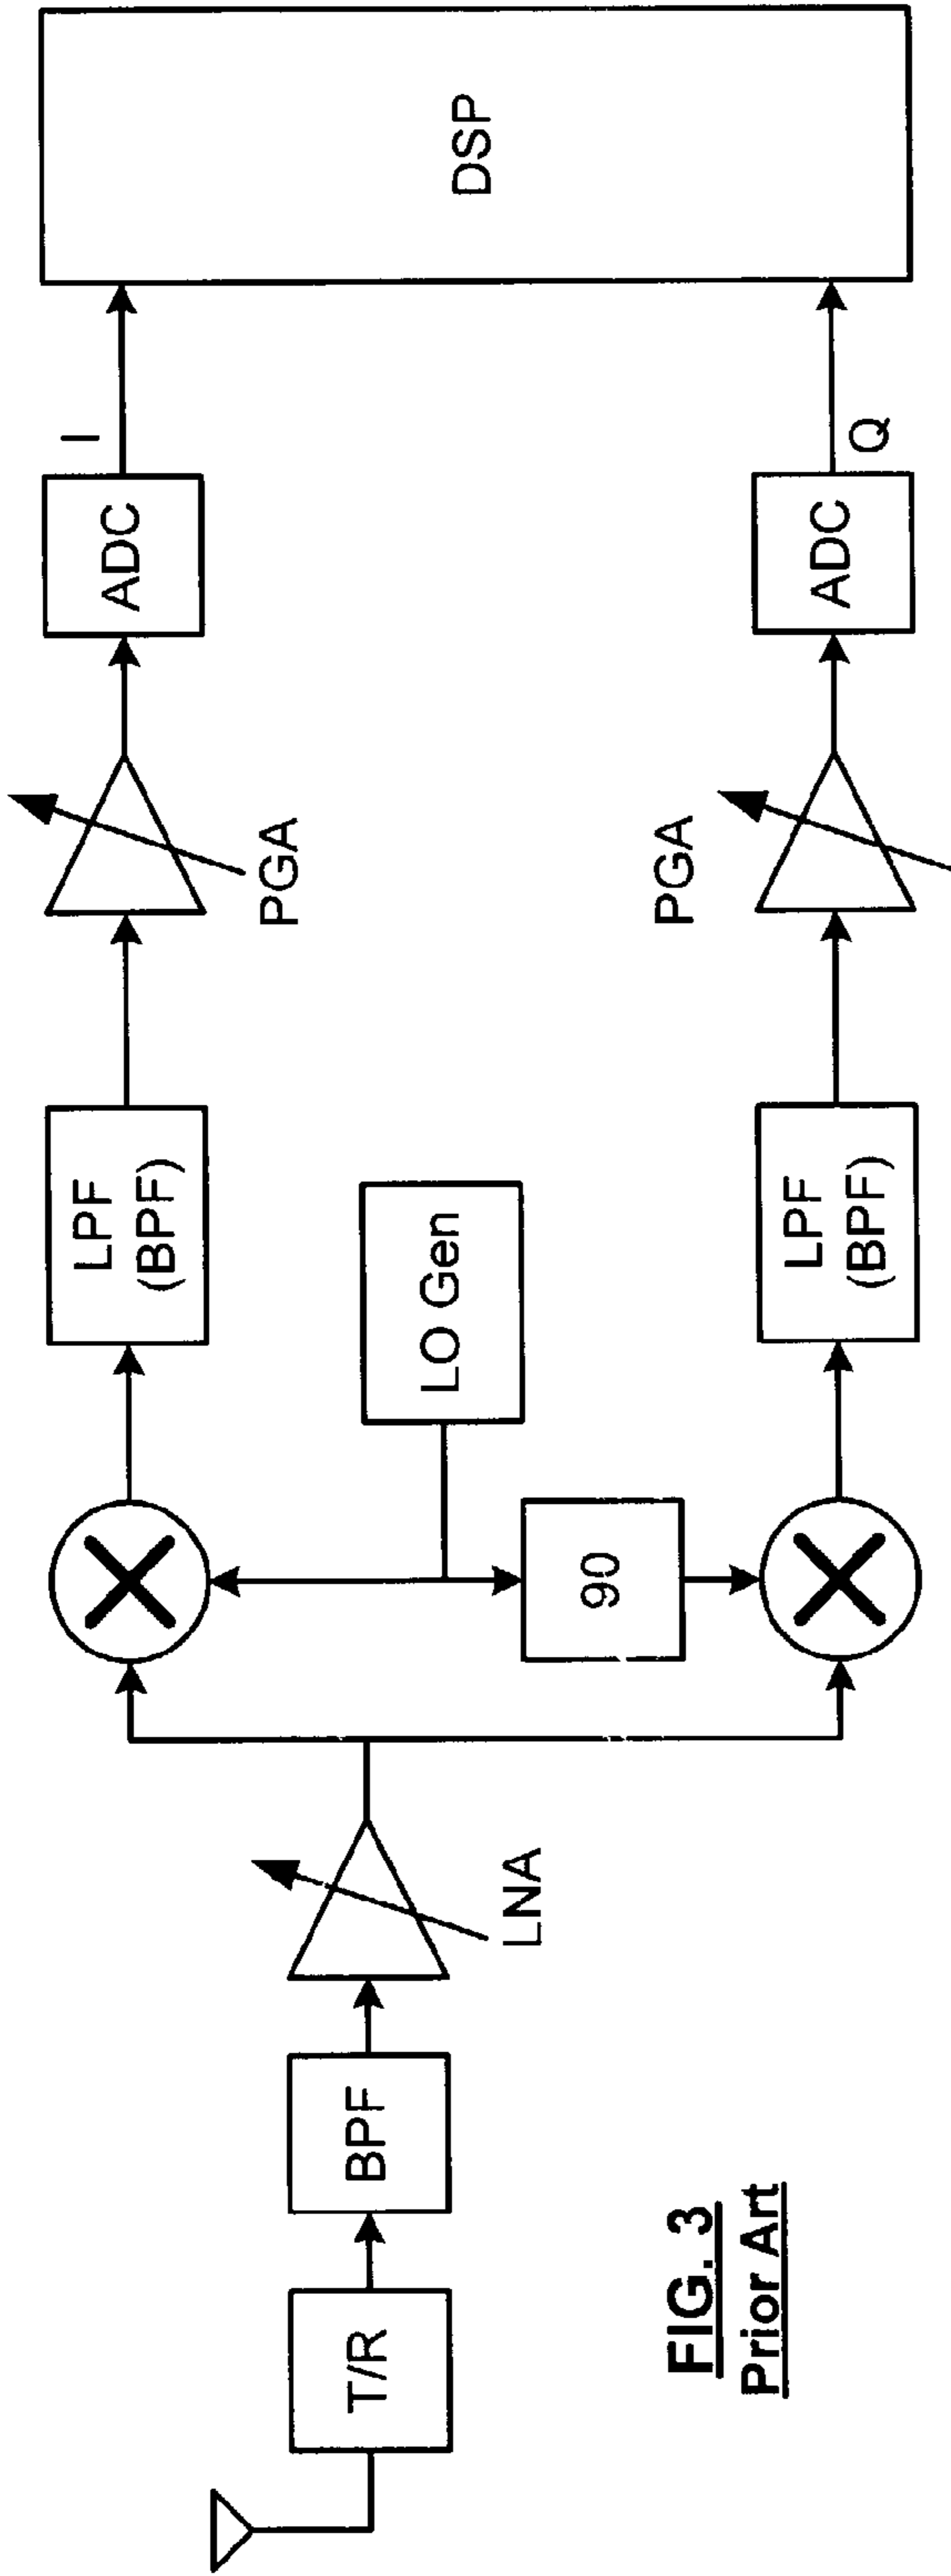 T/R
BPF
LNA
90
LO Gen
LPF
(BPF)
PGA
ADC
I
LPF
(BPF)
PGA
ADC
Q
DSP
FIG. 3
Prior Art